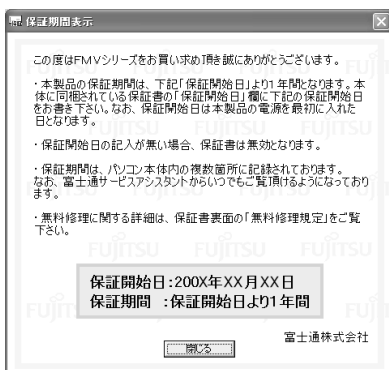 保証期間表示
この度はFMVシリーズをお買い求め頂き誠にありがとうございます。
・本製品の保証期間は、下記「保証開始日」より1年間となります。本
体に同梱されている保証書の「保証開始日」欄に下記の保証開始日
をお書き下さい。なお、保証開始日は本製品の電源を最初に入れた
日となります。
・保証開始日の記入が無い場合、保証書は無効となります。
・保証期間は、パソコン本体内の複数箇所に記録されております。
なお、富士通サービスアシスタントからいつでもご覧頂けるようになっており
ます。
・無料修理に関する詳細は、保証書裏面の「無料修理規定」をご覧
下さい。
保証開始日:200X年XX月XX日
保証期間 :保証開始日より1年間
閉じる
富士通株式会社